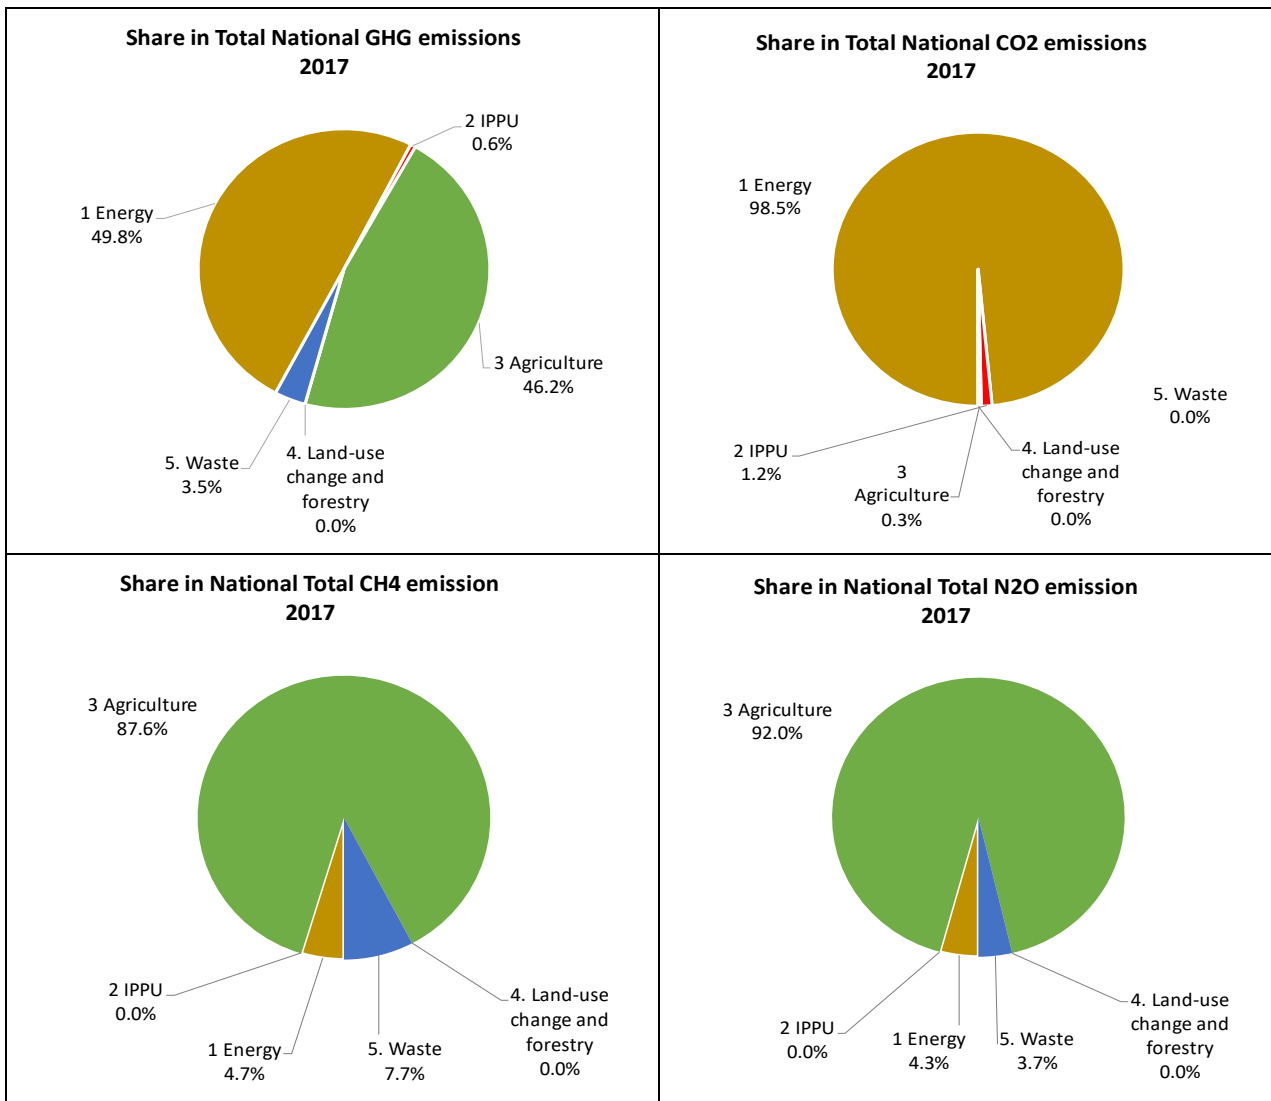 Share in Total National GHG emissions
2017
2 IPPU
0.6%
1 Energy
49.8%
3 Agriculture
46.2%
5. Waste
3.5%
4. Land-use
change and
forestry
0.0%
Share in Total National CO2 emissions
2017
1 Energy
98.5%
5. Waste
0.0%
2 IPPU
1.2%
3
Agriculture
0.3%
4. Land-use
change and
forestry
0.0%
Share in National Total CH4 emission
2017
3 Agriculture
87.6%
2 IPPU
0.0%
1 Energy
4.7%
5. Waste
7.7%
4. Land-use
change and
forestry
0.0%
Share in National Total N2O emission
2017
3 Agriculture
92.0%
2 IPPU
0.0%
1 Energy
4.3%
5. Waste
3.7%
4. Land-use
change and
forestry
0.0%